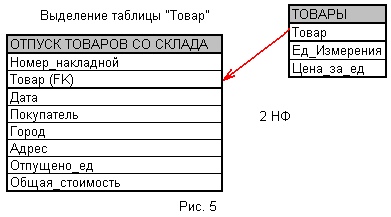 Выделение таблицы "Товар"
ОТПУСК ТОВАРОВ СО СКЛАДА
Номер_накладной
Товар (FK)
Дата
Покупатель
Город
Адрес
Отпущено_ед
Общая_стоимость
ТОВАРЫ
Товар
Ед_Измерения
Цена_за_ед
2 НФ
Рис. 5